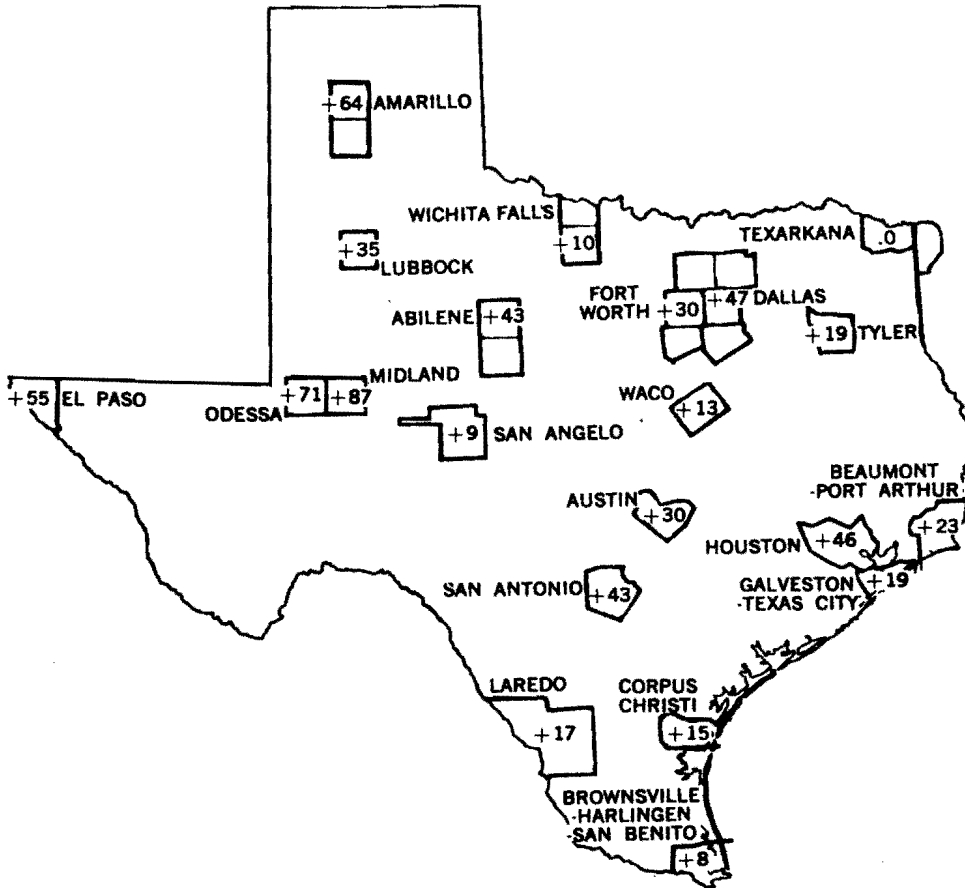 +64 AMARILLO
WICHITA FALLS
+10
TEXARKANA
.0
+35
LUBBOCK
ABILENE +43
FORT
WORTH +30
+47 DALLAS
+19 TYLER
+55 EL PASO
MIDLAND
+71 +87
ODESSA
WACO
+13
+9 SAN ANGELO
BEAUMONT
-PORT ARTHUR
+23
AUSTIN
+30
HOUSTON +46
SAN ANTONIO +43
GALVESTON
-TEXAS CITY
+19
LAREDO
+17
CORPUS
CHRISTI
+15
BROWNSVILLE
-HARLINGEN
-SAN BENITO
+8